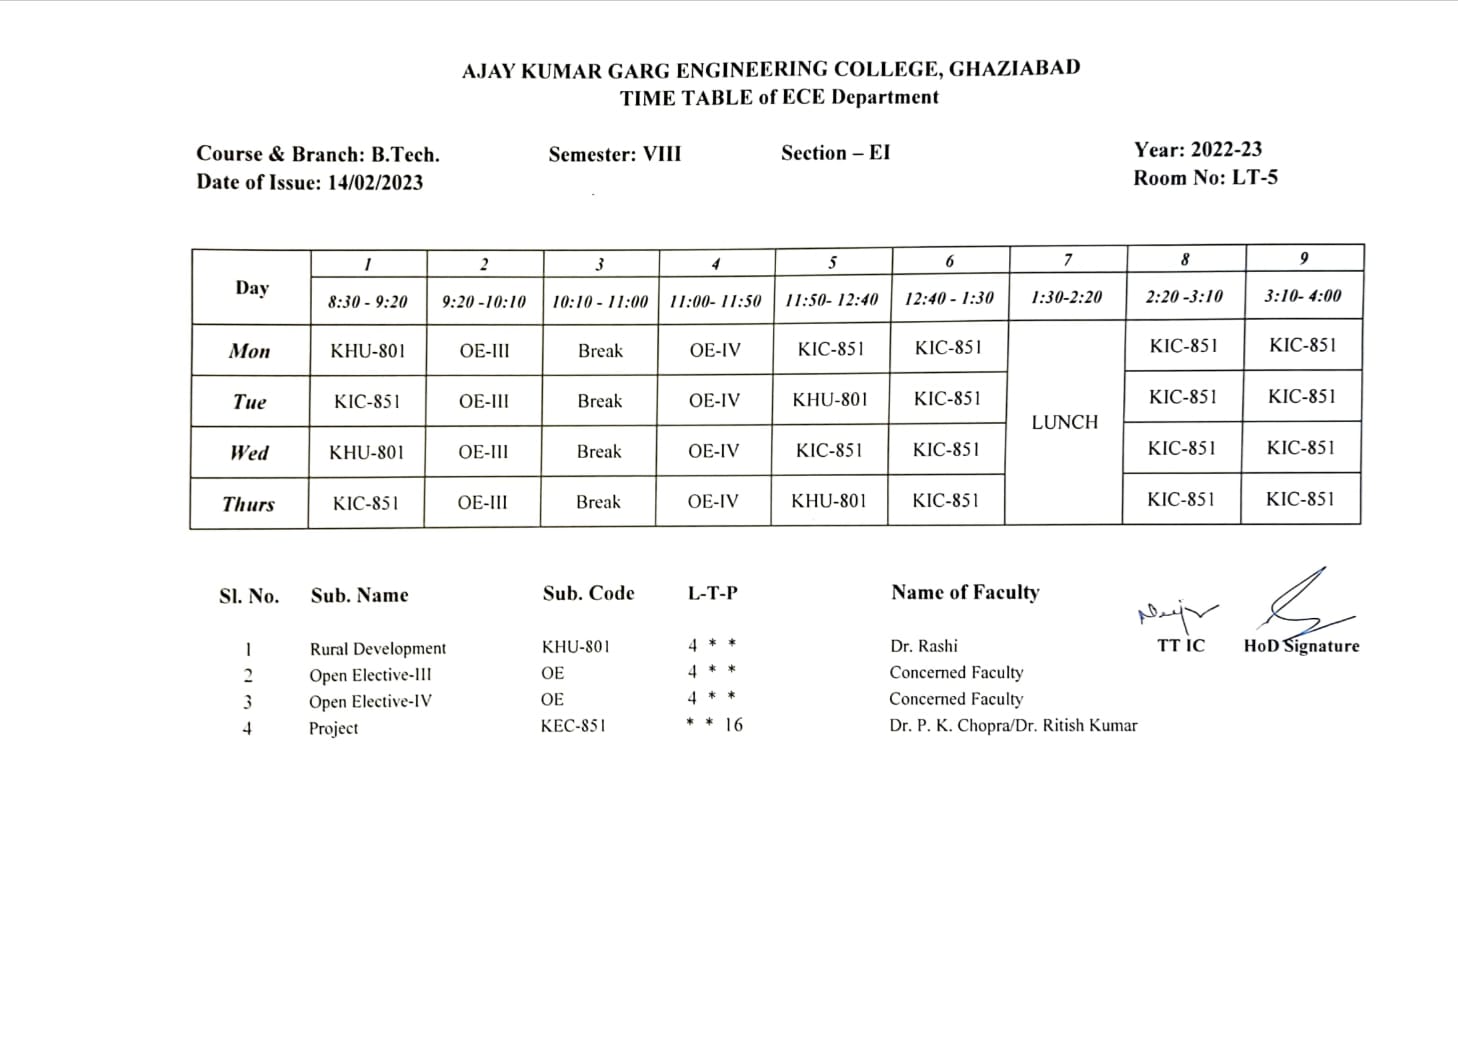 AJAY KUMAR GARG ENGINEERING COLLEGE, GHAZIABAD
TIME TABLE of ECE Department
Course & Branch: B.Tech. Semester: VIII Section – EI Year: 2022-23
Date of Issue: 14/02/2023 Room No: LT-5
Day 1 2 3 4 5 6 7 8 9
8:30 - 9:20 9:20 -10:10 10:10 - 11:00 11:00- 11:50 11:50- 12:40 12:40 - 1:30 1:30-2:20 2:20 -3:10 3:10- 4:00
Mon KHU-801 OE-III Break OE-IV KIC-851 KIC-851 KIC-851 KIC-851
Tue KIC-851 OE-III Break OE-IV KHU-801 KIC-851 KIC-851 KIC-851
LUNCH
Wed KHU-801 OE-III Break OE-IV KIC-851 KIC-851 KIC-851 KIC-851
Thurs KIC-851 OE-III Break OE-IV KHU-801 KIC-851 KIC-851 KIC-851
Sl. No. Sub. Name Sub. Code L-T-P Name of Faculty
1 Rural Development KHU-801 4 * * Dr. Rashi TT IC HoD Signature
2 Open Elective-III OE 4 * * Concerned Faculty
3 Open Elective-IV OE 4 * * Concerned Faculty
4 Project KEC-851 * * 16 Dr. P. K. Chopra/Dr. Ritish Kumar